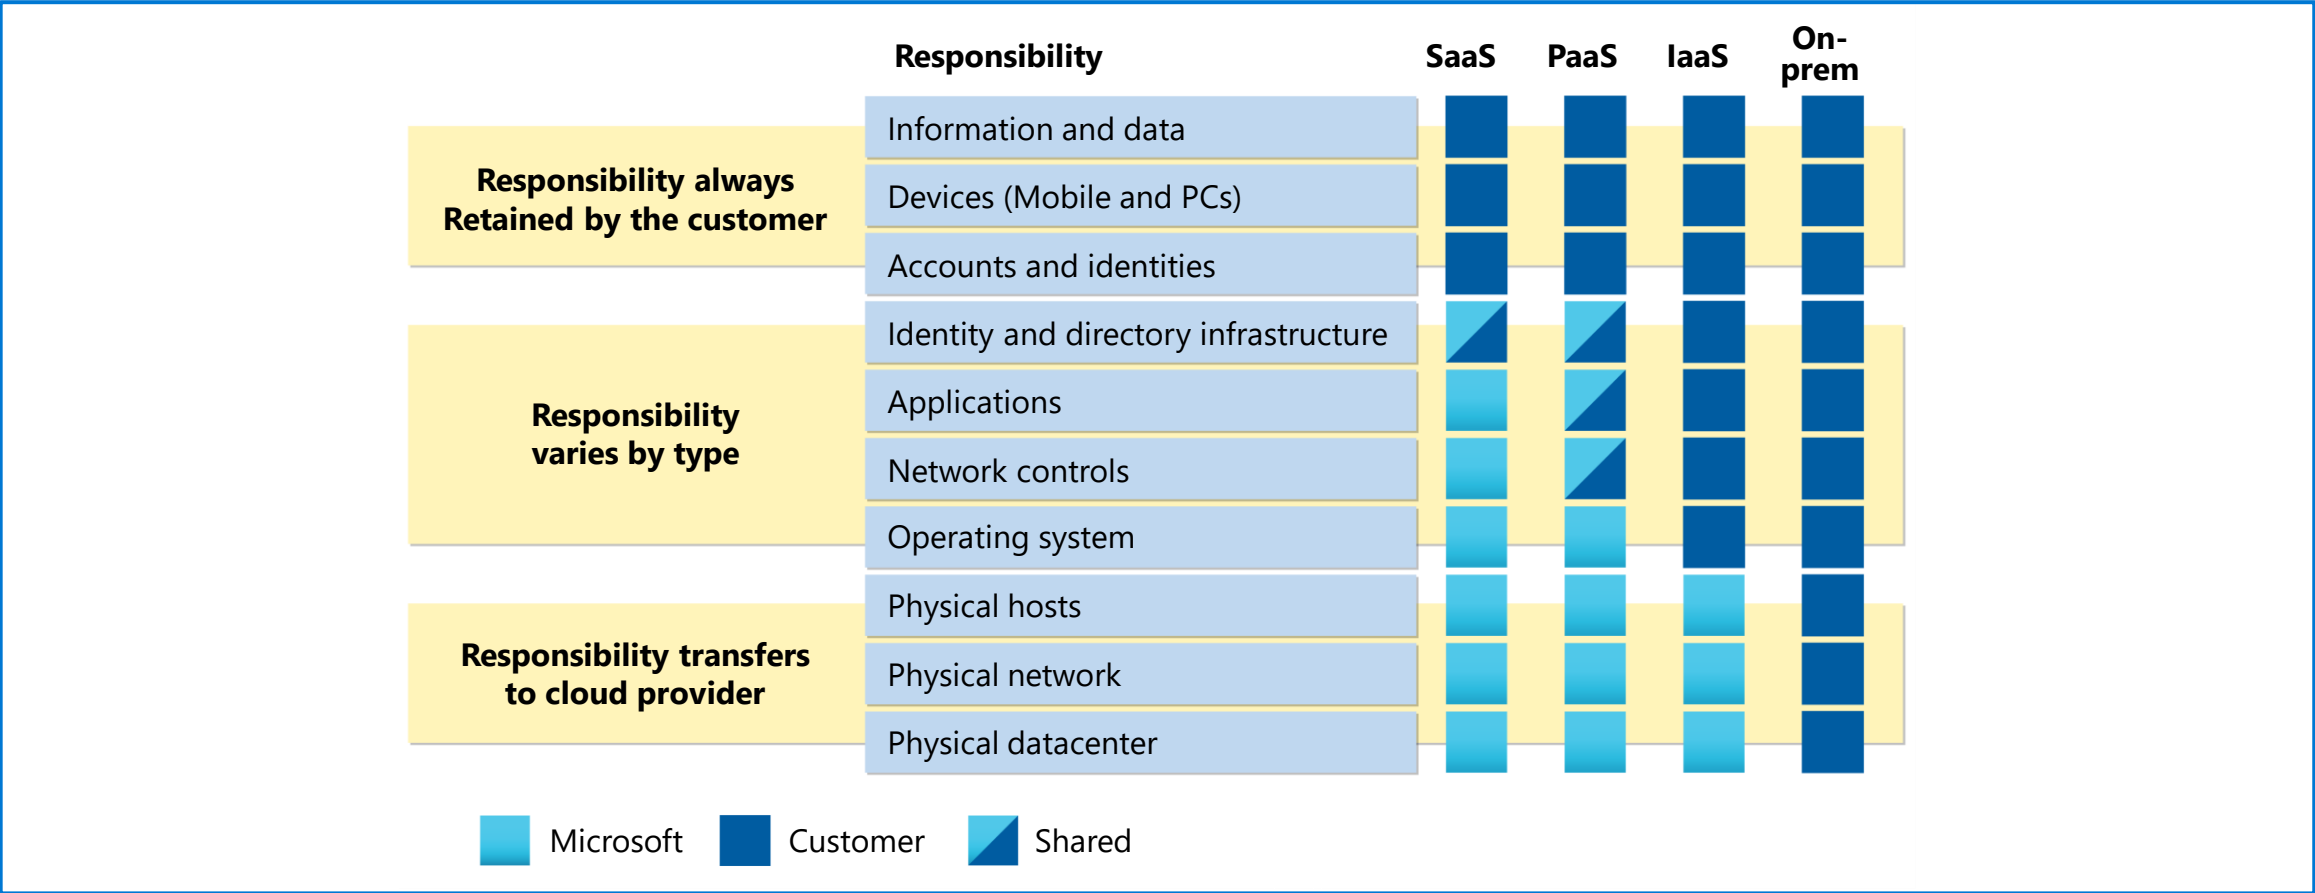 Responsibility
SaaS
PaaS
IaaS
On-
prem
Responsibility always
Retained by the customer
Information and data
Devices (Mobile and PCs)
Accounts and identities
Responsibility
varies by type
Identity and directory infrastructure
Applications
Network controls
Operating system
Responsibility transfers
to cloud provider
Physical hosts
Physical network
Physical datacenter
Microsoft
Customer
Shared